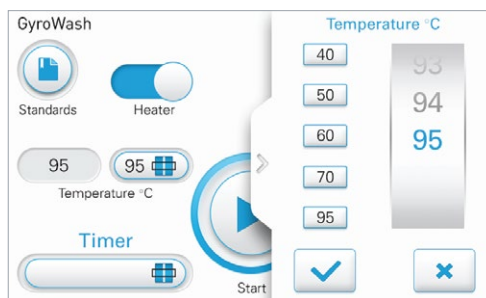 GyroWash
Standards
Heater
95
95
Temperature °C
Timer
Start
Temperature °C
40
50
60
70
95
93
94
95